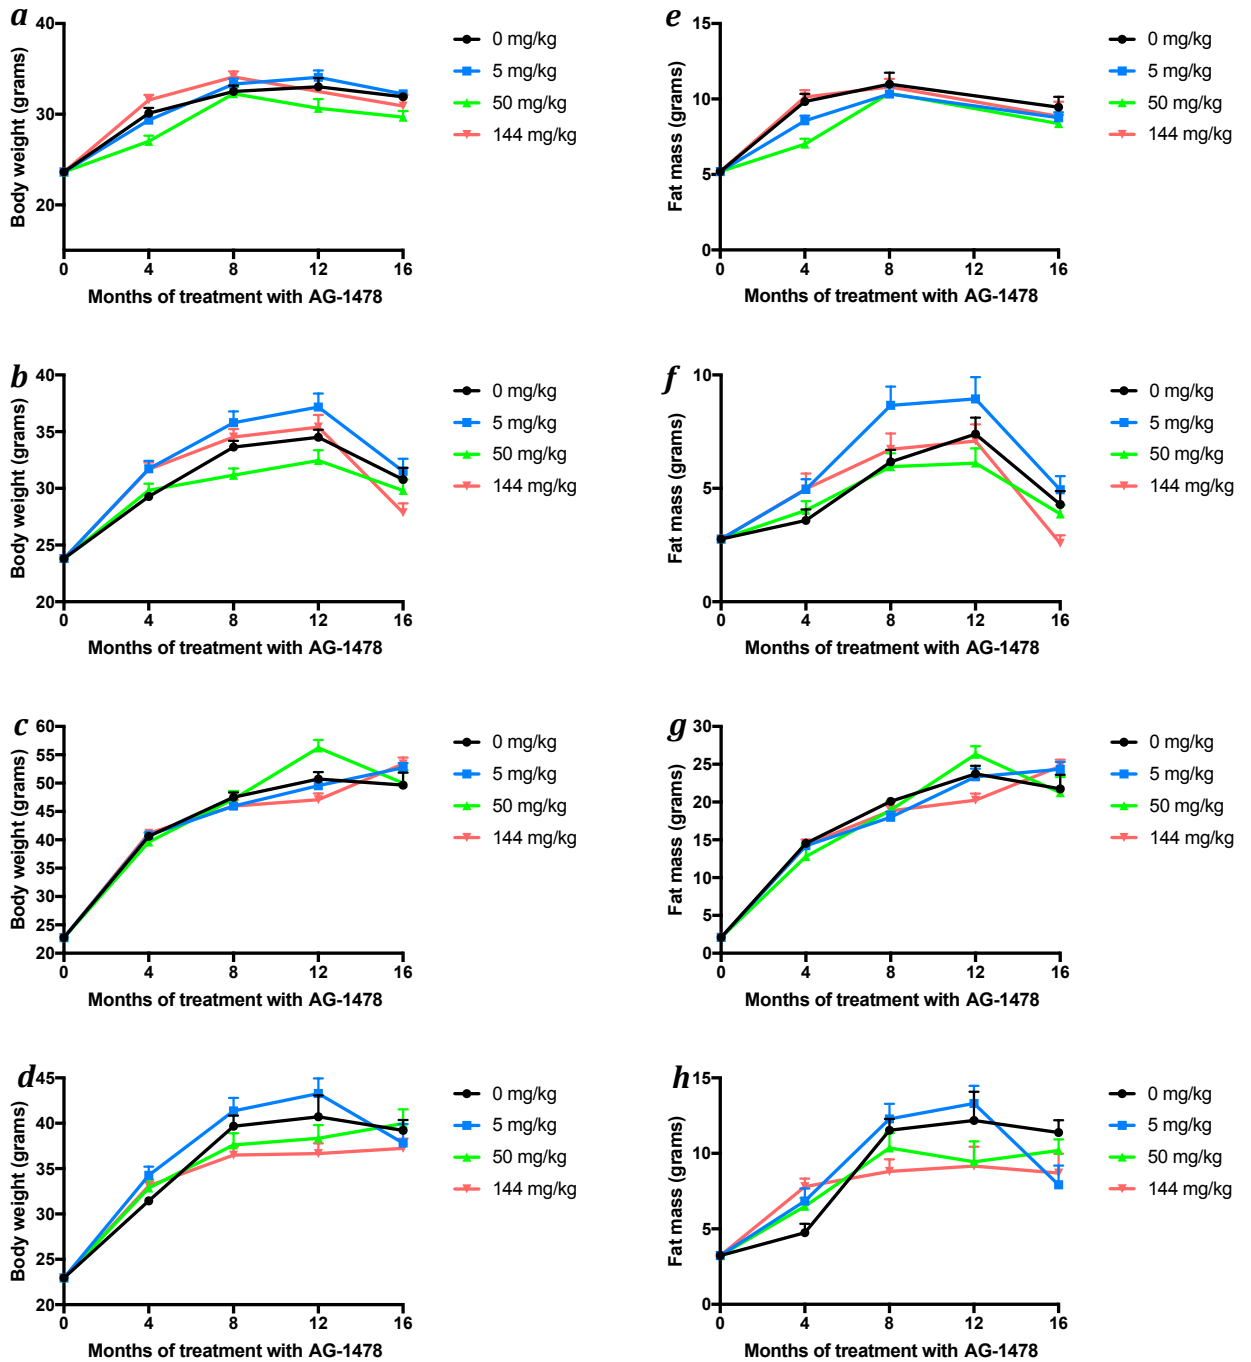 a
Body weight (grams)
40
30
20
0 4 8 12 16
Months of treatment with AG-1478
0 mg/kg
5 mg/kg
50 mg/kg
144 mg/kg
e
Fat mass (grams)
15
10
5
0
0 4 8 12 16
Months of treatment with AG-1478
0 mg/kg
5 mg/kg
50 mg/kg
144 mg/kg
b
Body weight (grams)
40
35
30
25
20
0 4 8 12 16
Months of treatment with AG-1478
0 mg/kg
5 mg/kg
50 mg/kg
144 mg/kg
f
Fat mass (grams)
10
5
0
0 4 8 12 16
Months of treatment with AG-1478
0 mg/kg
5 mg/kg
50 mg/kg
144 mg/kg
c
Body weight (grams)
60
55
50
45
40
35
30
25
20
0 4 8 12 16
Months of treatment with AG-1478
0 mg/kg
5 mg/kg
50 mg/kg
144 mg/kg
g
Fat mass (grams)
30
25
20
15
10
5
0
0 4 8 12 16
Months of treatment with AG-1478
0 mg/kg
5 mg/kg
50 mg/kg
144 mg/kg
d
Body weight (grams)
45
40
35
30
25
20
0 4 8 12 16
Months of treatment with AG-1478
0 mg/kg
5 mg/kg
50 mg/kg
144 mg/kg
h
Fat mass (grams)
15
10
5
0
0 4 8 12 16
Months of treatment with AG-1478
0 mg/kg
5 mg/kg
50 mg/kg
144 mg/kg